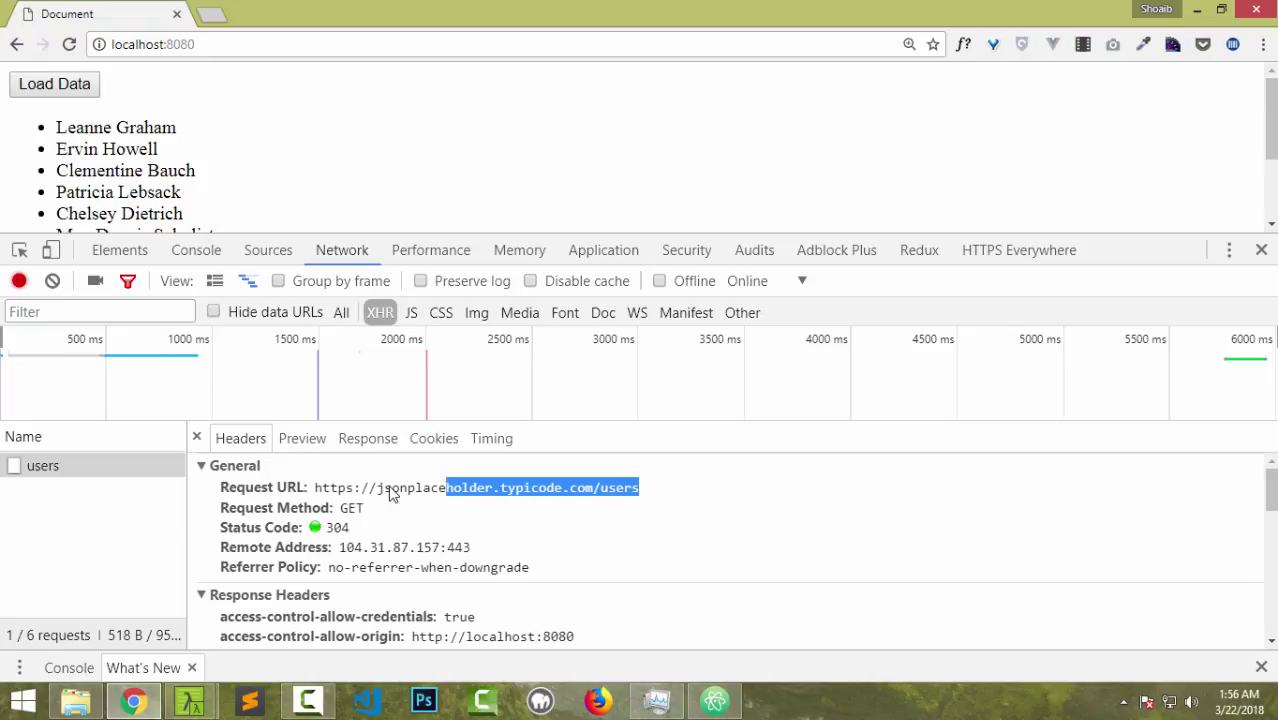 Document
Shoaib
localhost:8080
f?
Load Data
Leanne Graham
Ervin Howell
Clementine Bauch
Patricia Lebsack
Chelsey Dietrich
Elements Console Sources Network Performance Memory Application Security Audits Adblock Plus Redux HTTPS Everywhere
View: Group by frame Preserve log Disable cache Offline Online
Filter Hide data URLs All XHR JS CSS Img Media Font Doc WS Manifest Other
500 ms 1000 ms 1500 ms 2000 ms 2500 ms 3000 ms 3500 ms 4000 ms 4500 ms 5000 ms 5500 ms 6000 ms
Name Headers Preview Response Cookies Timing
users
General
Request URL: https://jsonplaceholder.typicode.com/users
Request Method: GET
Status Code: 304
Remote Address: 104.31.87.157:443
Referrer Policy: no-referrer-when-downgrade
Response Headers
access-control-allow-credentials: true
access-control-allow-origin: http://localhost:8080
1 / 6 requests | 518 B / 95...
Console What's New
Ps
1:56 AM
3/22/2018